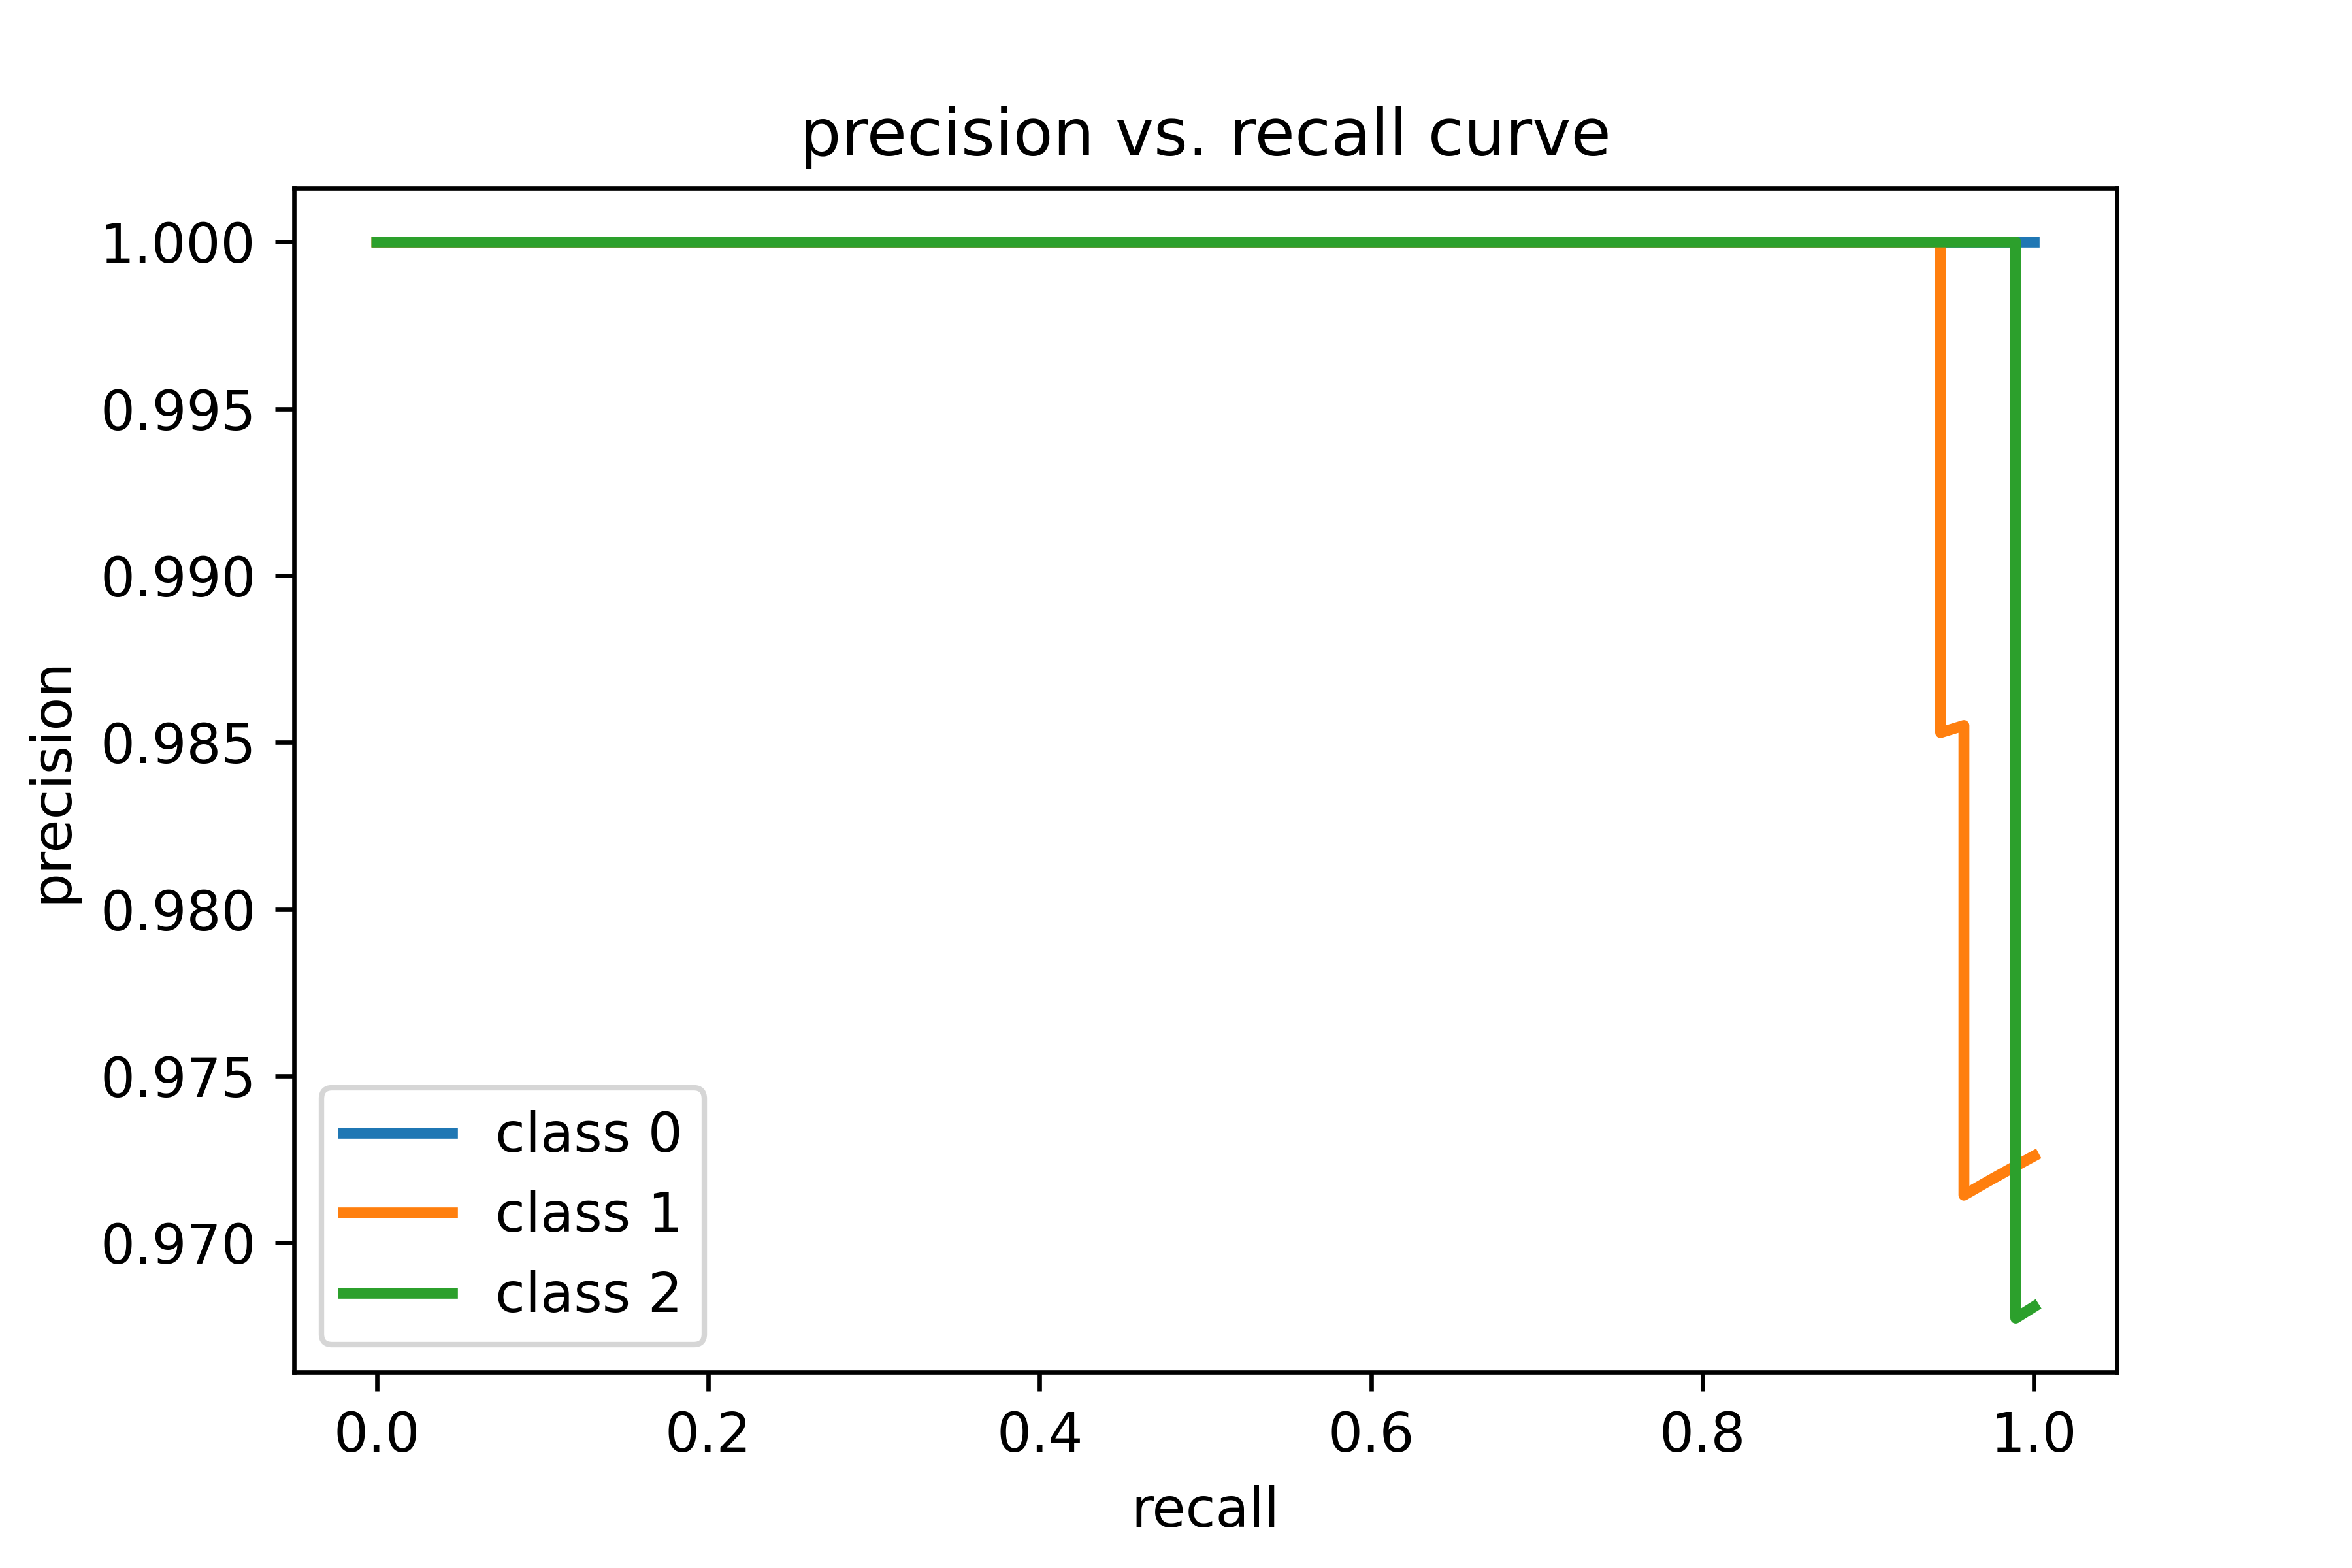 precision vs. recall curve
1.000
0.995
0.990
0.985
0.980
0.975
0.970
precision
class 0
class 1
class 2
0.0 0.2 0.4 0.6 0.8 1.0
recall